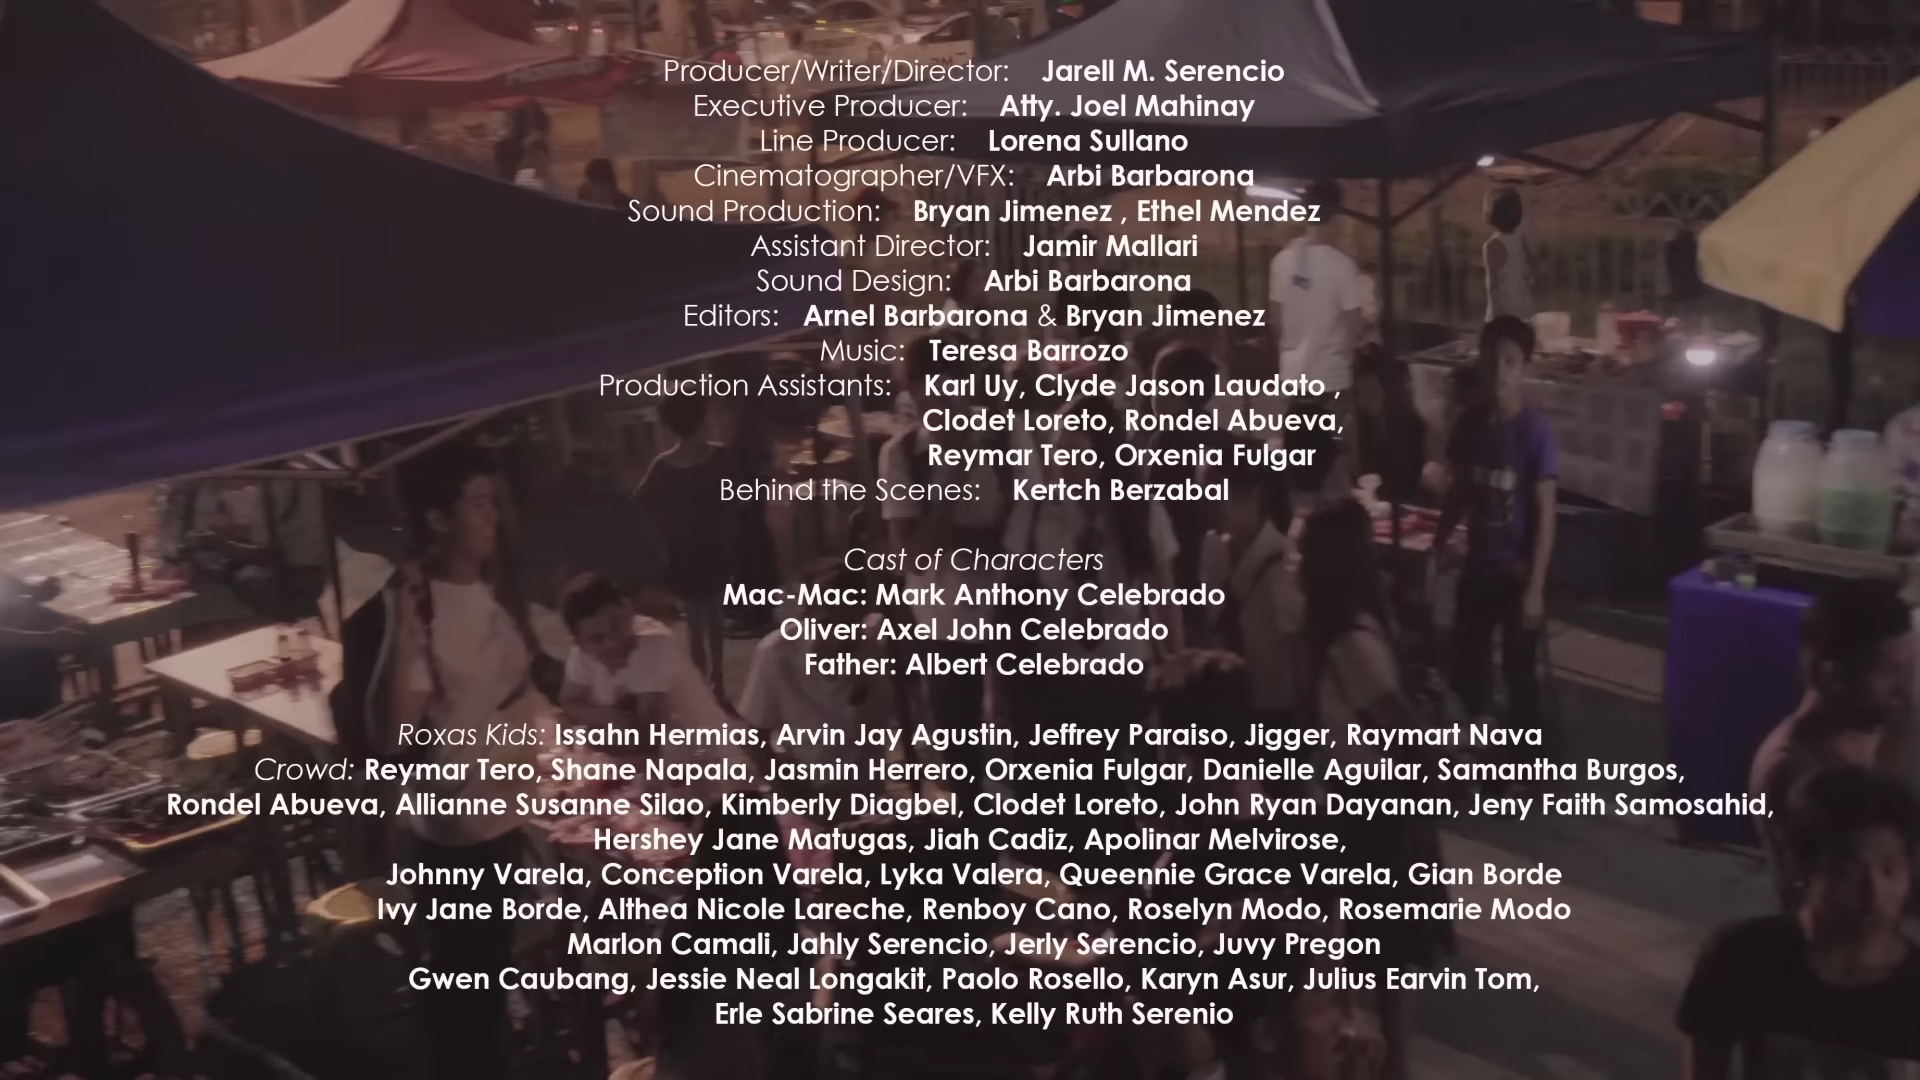 Producer/Writer/Director: Jarell M. Serencio
Executive Producer: Atty. Joel Mahinay
Line Producer: Lorena Sullano
Cinematographer/VFX: Arbi Barbarona
Sound Production: Bryan Jimenez , Ethel Mendez
Assistant Director: Jamir Mallari
Sound Design: Arbi Barbarona
Editors: Arnel Barbarona & Bryan Jimenez
Music: Teresa Barrozo
Production Assistants: Karl Uy, Clyde Jason Laudato ,
Clodet Loreto, Rondel Abueva,
Reymar Tero, Orxenia Fulgar
Behind the Scenes: Kertch Berzabal
Cast of Characters
Mac-Mac: Mark Anthony Celebrado
Oliver: Axel John Celebrado
Father: Albert Celebrado
Roxas Kids: Issahn Hermias, Arvin Jay Agustin, Jeffrey Paraiso, Jigger, Raymart Nava
Crowd: Reymar Tero, Shane Napala, Jasmin Herrero, Orxenia Fulgar, Danielle Aguilar, Samantha Burgos,
Rondel Abueva, Allianne Susanne Silao, Kimberly Diagbel, Clodet Loreto, John Ryan Dayanan, Jeny Faith Samosahid,
Hershey Jane Matugas, Jiah Cadiz, Apolinar Melvirose,
Johnny Varela, Conception Varela, Lyka Valera, Queennie Grace Varela, Gian Borde
Ivy Jane Borde, Althea Nicole Lareche, Renboy Cano, Roselyn Modo, Rosemarie Modo
Marlon Camali, Jahly Serencio, Jerly Serencio, Juvy Pregon
Gwen Caubang, Jessie Neal Longakit, Paolo Rosello, Karyn Asur, Julius Earvin Tom,
Erle Sabrine Seares, Kelly Ruth Serenio